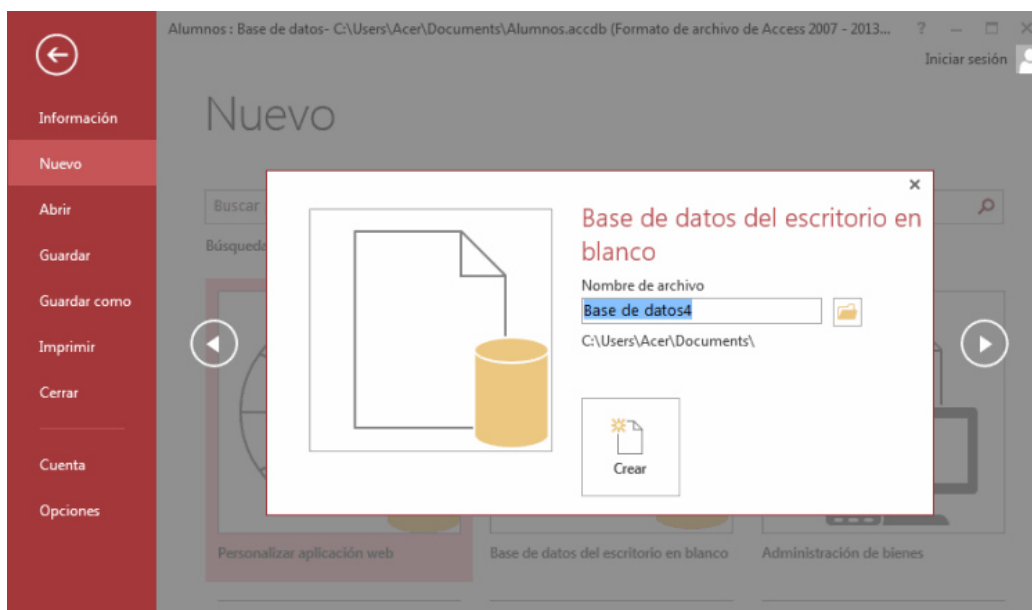 Alumnos : Base de datos- C:\Users\Acer\Documents\Alumnos.accdb (Formato de archivo de Access 2007 - 2013...
?
Iniciar sesión
Información
Nuevo
Abrir
Guardar
Guardar como
Imprimir
Cerrar
Cuenta
Opciones
Nuevo
Buscar
Búsqueda
Base de datos del escritorio en
blanco
Nombre de archivo
Base de datos4
C:\Users\Acer\Documents\
Crear
Personalizar aplicación web
Base de datos del escritorio en blanco
Administración de bienes